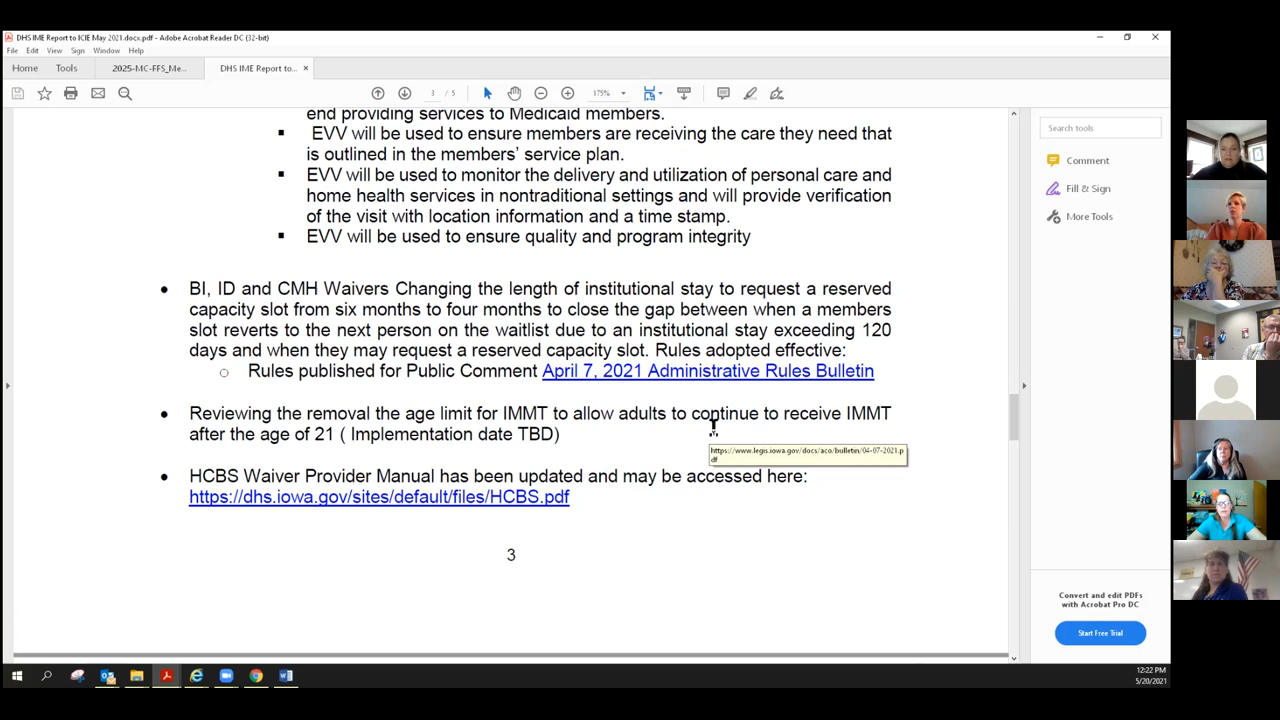 DHS IME Report to ICIE May 2021.docx.pdf - Adobe Acrobat Reader DC (32-bit)
File Edit View Sign Window Help
Home Tools 2025-MC-FFS_Me... DHS IME Report to... ×
3 / 5 175%
end providing services to Medicaid members.
▪ EVV will be used to ensure members are receiving the care they need that
is outlined in the members’ service plan.
▪ EVV will be used to monitor the delivery and utilization of personal care and
home health services in nontraditional settings and will provide verification
of the visit with location information and a time stamp.
▪ EVV will be used to ensure quality and program integrity
• BI, ID and CMH Waivers Changing the length of institutional stay to request a reserved
capacity slot from six months to four months to close the gap between when a members
slot reverts to the next person on the waitlist due to an institutional stay exceeding 120
days and when they may request a reserved capacity slot. Rules adopted effective:
○ Rules published for Public Comment April 7, 2021 Administrative Rules Bulletin
• Reviewing the removal the age limit for IMMT to allow adults to continue to receive IMMT
after the age of 21 ( Implementation date TBD)
https://www.legis.iowa.gov/docs/aco/bulletin/04-07-2021.p
df
• HCBS Waiver Provider Manual has been updated and may be accessed here:
https://dhs.iowa.gov/sites/default/files/HCBS.pdf
3
Search tools
Comment
Fill & Sign
More Tools
Convert and edit PDFs
with Acrobat Pro DC
Start Free Trial
12:22 PM
5/20/2021